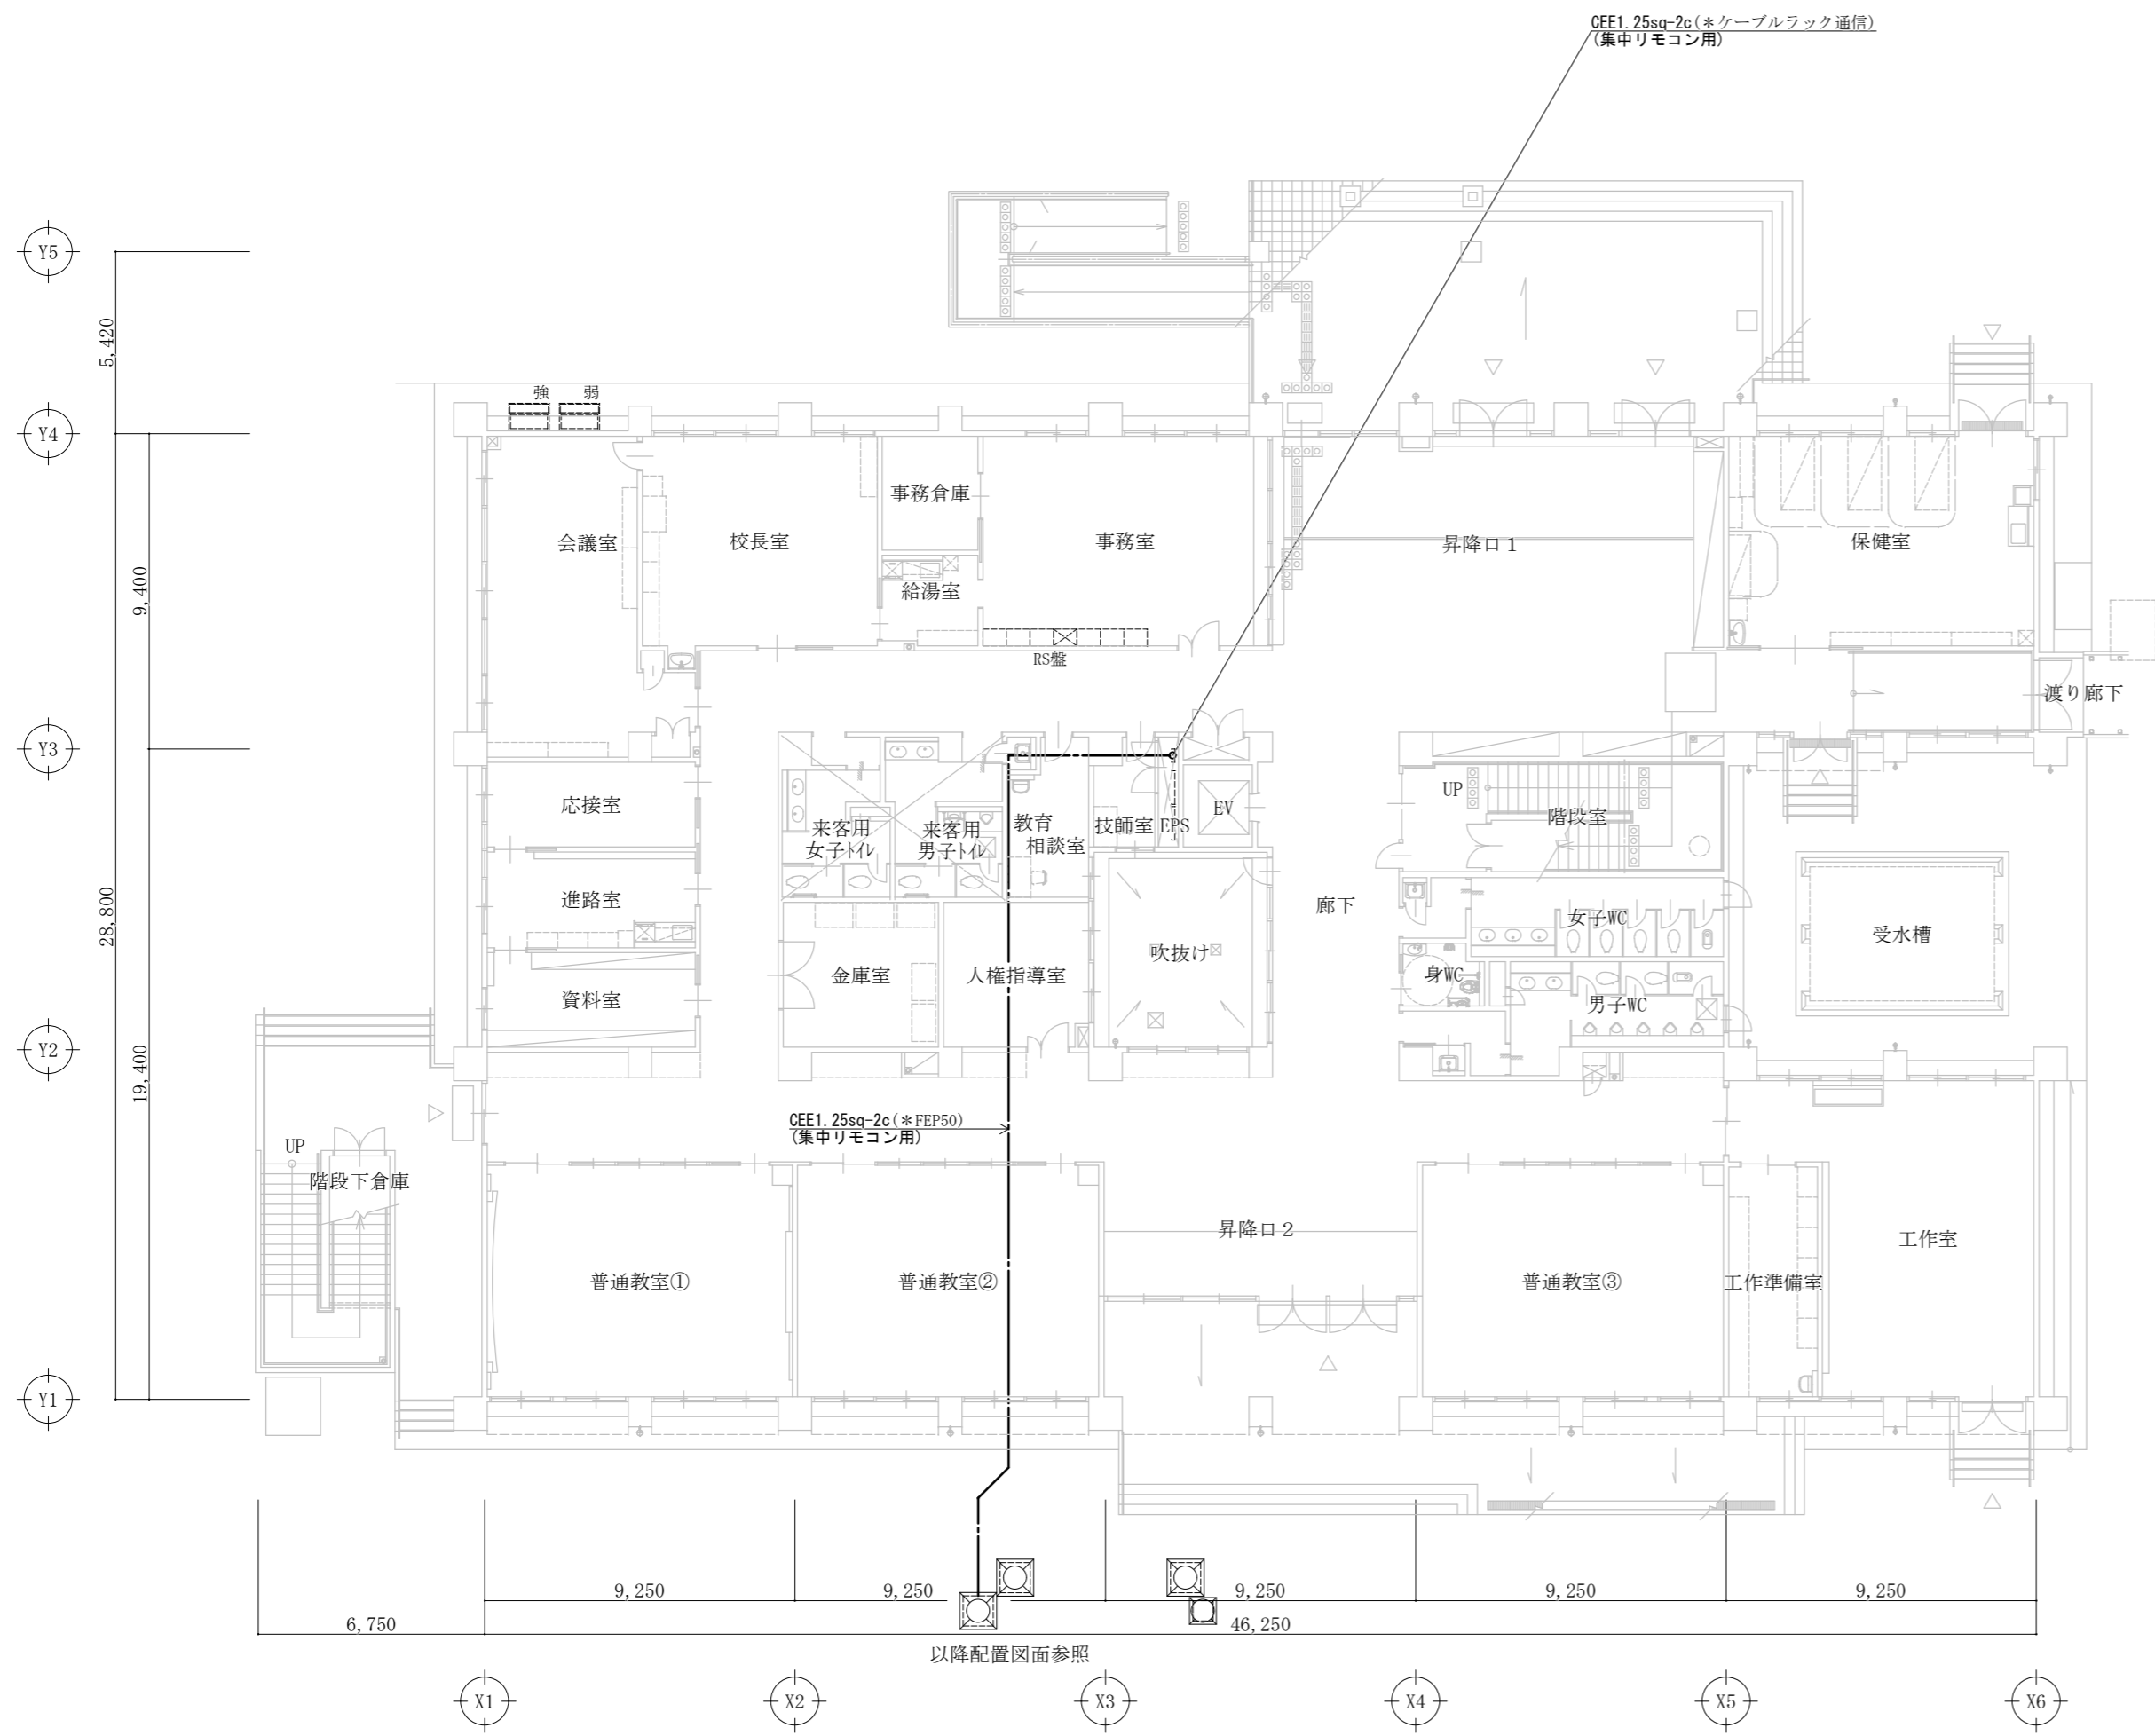 CEE1.25sq-2c(＊ケーブルラック通信)
(集中リモコン用)
Y5
5,420
強
弱
Y4
9,400
会議室
校長室
事務倉庫
給湯室
事務室
昇降口１
保健室
RS盤
渡り廊下
Y3
応接室
来客用
女子ﾄｲﾚ
来客用
男子ﾄｲﾚ
教育
相談室
技師室
EPS
EV
UP
階段室
28,800
進路室
廊下
女子WC
受水槽
資料室
金庫室
人権指導室
吹抜け
身WC
男子WC
Y2
19,400
CEE1.25sq-2c(＊FEP50)
(集中リモコン用)
UP
階段下倉庫
昇降口２
普通教室①
普通教室②
普通教室③
工作準備室
工作室
Y1
9,250
9,250
9,250
9,250
9,250
6,750
46,250
以降配置図面参照
X1
X2
X3
X4
X5
X6